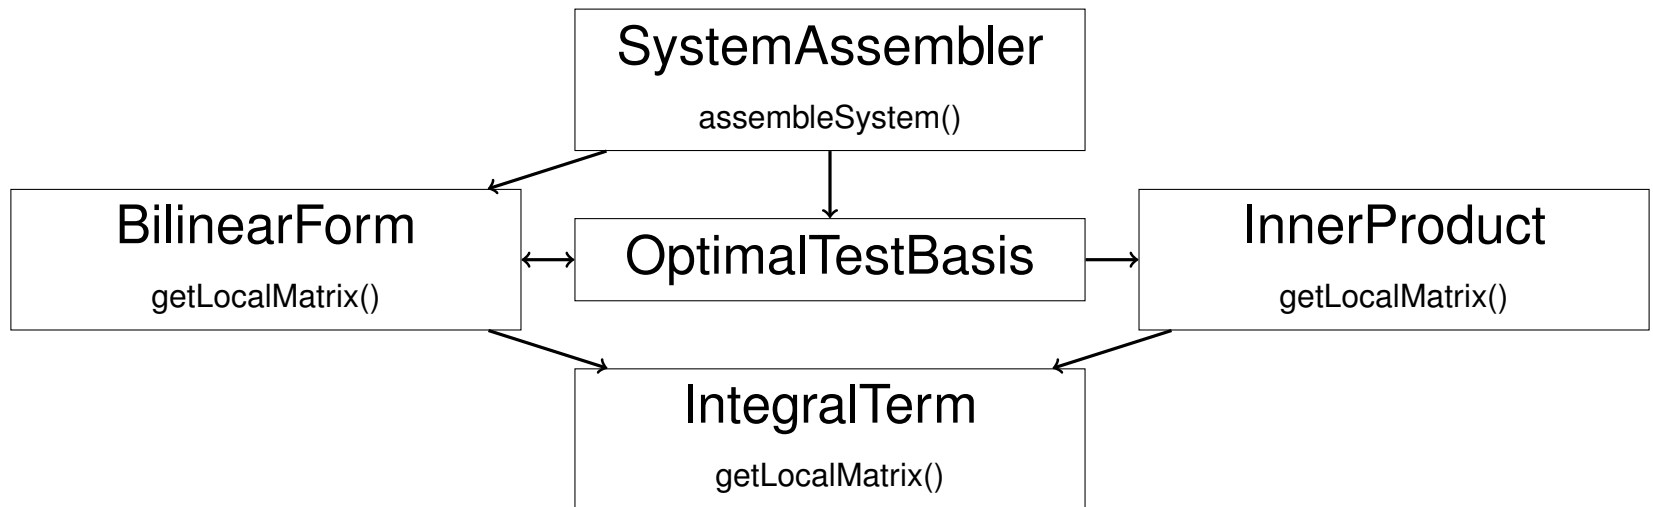 SystemAssembler
assembleSystem()
BilinearForm
getLocalMatrix()
OptimalTestBasis
InnerProduct
getLocalMatrix()
IntegralTerm
getLocalMatrix()